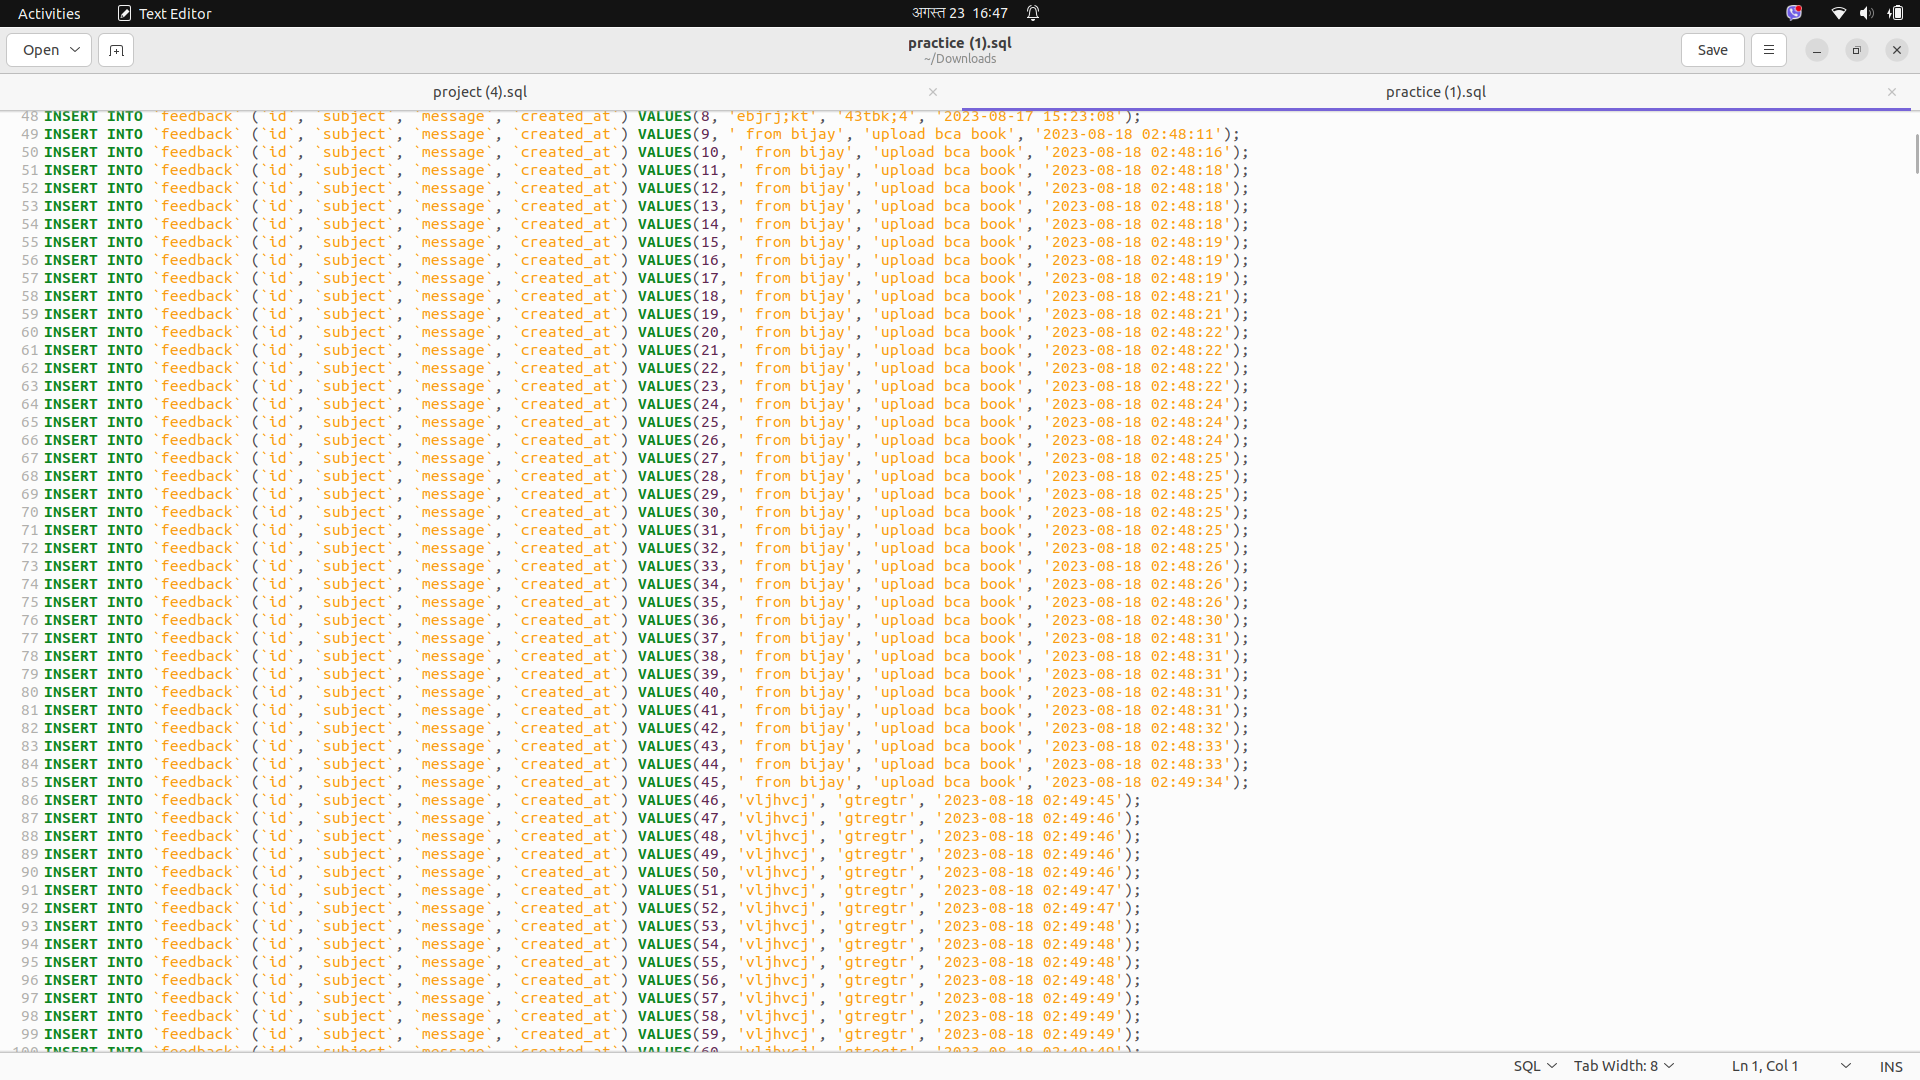 Activities Text Editor अगस्त 23 16:47
Open practice (1).sql Save
~/Downloads
project (4).sql practice (1).sql
48 INSERT INTO `feedback` (`id`, `subject`, `message`, `created_at`) VALUES(8, 'ebjrj;kt', '43tbk;4', '2023-08-17 15:23:08');
49 INSERT INTO `feedback` (`id`, `subject`, `message`, `created_at`) VALUES(9, ' from bijay', 'upload bca book', '2023-08-18 02:48:11');
50 INSERT INTO `feedback` (`id`, `subject`, `message`, `created_at`) VALUES(10, ' from bijay', 'upload bca book', '2023-08-18 02:48:16');
51 INSERT INTO `feedback` (`id`, `subject`, `message`, `created_at`) VALUES(11, ' from bijay', 'upload bca book', '2023-08-18 02:48:18');
52 INSERT INTO `feedback` (`id`, `subject`, `message`, `created_at`) VALUES(12, ' from bijay', 'upload bca book', '2023-08-18 02:48:18');
53 INSERT INTO `feedback` (`id`, `subject`, `message`, `created_at`) VALUES(13, ' from bijay', 'upload bca book', '2023-08-18 02:48:18');
54 INSERT INTO `feedback` (`id`, `subject`, `message`, `created_at`) VALUES(14, ' from bijay', 'upload bca book', '2023-08-18 02:48:18');
55 INSERT INTO `feedback` (`id`, `subject`, `message`, `created_at`) VALUES(15, ' from bijay', 'upload bca book', '2023-08-18 02:48:19');
56 INSERT INTO `feedback` (`id`, `subject`, `message`, `created_at`) VALUES(16, ' from bijay', 'upload bca book', '2023-08-18 02:48:19');
57 INSERT INTO `feedback` (`id`, `subject`, `message`, `created_at`) VALUES(17, ' from bijay', 'upload bca book', '2023-08-18 02:48:19');
58 INSERT INTO `feedback` (`id`, `subject`, `message`, `created_at`) VALUES(18, ' from bijay', 'upload bca book', '2023-08-18 02:48:21');
59 INSERT INTO `feedback` (`id`, `subject`, `message`, `created_at`) VALUES(19, ' from bijay', 'upload bca book', '2023-08-18 02:48:21');
60 INSERT INTO `feedback` (`id`, `subject`, `message`, `created_at`) VALUES(20, ' from bijay', 'upload bca book', '2023-08-18 02:48:22');
61 INSERT INTO `feedback` (`id`, `subject`, `message`, `created_at`) VALUES(21, ' from bijay', 'upload bca book', '2023-08-18 02:48:22');
62 INSERT INTO `feedback` (`id`, `subject`, `message`, `created_at`) VALUES(22, ' from bijay', 'upload bca book', '2023-08-18 02:48:22');
63 INSERT INTO `feedback` (`id`, `subject`, `message`, `created_at`) VALUES(23, ' from bijay', 'upload bca book', '2023-08-18 02:48:22');
64 INSERT INTO `feedback` (`id`, `subject`, `message`, `created_at`) VALUES(24, ' from bijay', 'upload bca book', '2023-08-18 02:48:24');
65 INSERT INTO `feedback` (`id`, `subject`, `message`, `created_at`) VALUES(25, ' from bijay', 'upload bca book', '2023-08-18 02:48:24');
66 INSERT INTO `feedback` (`id`, `subject`, `message`, `created_at`) VALUES(26, ' from bijay', 'upload bca book', '2023-08-18 02:48:24');
67 INSERT INTO `feedback` (`id`, `subject`, `message`, `created_at`) VALUES(27, ' from bijay', 'upload bca book', '2023-08-18 02:48:25');
68 INSERT INTO `feedback` (`id`, `subject`, `message`, `created_at`) VALUES(28, ' from bijay', 'upload bca book', '2023-08-18 02:48:25');
69 INSERT INTO `feedback` (`id`, `subject`, `message`, `created_at`) VALUES(29, ' from bijay', 'upload bca book', '2023-08-18 02:48:25');
70 INSERT INTO `feedback` (`id`, `subject`, `message`, `created_at`) VALUES(30, ' from bijay', 'upload bca book', '2023-08-18 02:48:25');
71 INSERT INTO `feedback` (`id`, `subject`, `message`, `created_at`) VALUES(31, ' from bijay', 'upload bca book', '2023-08-18 02:48:25');
72 INSERT INTO `feedback` (`id`, `subject`, `message`, `created_at`) VALUES(32, ' from bijay', 'upload bca book', '2023-08-18 02:48:25');
73 INSERT INTO `feedback` (`id`, `subject`, `message`, `created_at`) VALUES(33, ' from bijay', 'upload bca book', '2023-08-18 02:48:26');
74 INSERT INTO `feedback` (`id`, `subject`, `message`, `created_at`) VALUES(34, ' from bijay', 'upload bca book', '2023-08-18 02:48:26');
75 INSERT INTO `feedback` (`id`, `subject`, `message`, `created_at`) VALUES(35, ' from bijay', 'upload bca book', '2023-08-18 02:48:26');
76 INSERT INTO `feedback` (`id`, `subject`, `message`, `created_at`) VALUES(36, ' from bijay', 'upload bca book', '2023-08-18 02:48:30');
77 INSERT INTO `feedback` (`id`, `subject`, `message`, `created_at`) VALUES(37, ' from bijay', 'upload bca book', '2023-08-18 02:48:31');
78 INSERT INTO `feedback` (`id`, `subject`, `message`, `created_at`) VALUES(38, ' from bijay', 'upload bca book', '2023-08-18 02:48:31');
79 INSERT INTO `feedback` (`id`, `subject`, `message`, `created_at`) VALUES(39, ' from bijay', 'upload bca book', '2023-08-18 02:48:31');
80 INSERT INTO `feedback` (`id`, `subject`, `message`, `created_at`) VALUES(40, ' from bijay', 'upload bca book', '2023-08-18 02:48:31');
81 INSERT INTO `feedback` (`id`, `subject`, `message`, `created_at`) VALUES(41, ' from bijay', 'upload bca book', '2023-08-18 02:48:31');
82 INSERT INTO `feedback` (`id`, `subject`, `message`, `created_at`) VALUES(42, ' from bijay', 'upload bca book', '2023-08-18 02:48:32');
83 INSERT INTO `feedback` (`id`, `subject`, `message`, `created_at`) VALUES(43, ' from bijay', 'upload bca book', '2023-08-18 02:48:33');
84 INSERT INTO `feedback` (`id`, `subject`, `message`, `created_at`) VALUES(44, ' from bijay', 'upload bca book', '2023-08-18 02:48:33');
85 INSERT INTO `feedback` (`id`, `subject`, `message`, `created_at`) VALUES(45, ' from bijay', 'upload bca book', '2023-08-18 02:49:34');
86 INSERT INTO `feedback` (`id`, `subject`, `message`, `created_at`) VALUES(46, 'vljhvcj', 'gtregtr', '2023-08-18 02:49:45');
87 INSERT INTO `feedback` (`id`, `subject`, `message`, `created_at`) VALUES(47, 'vljhvcj', 'gtregtr', '2023-08-18 02:49:46');
88 INSERT INTO `feedback` (`id`, `subject`, `message`, `created_at`) VALUES(48, 'vljhvcj', 'gtregtr', '2023-08-18 02:49:46');
89 INSERT INTO `feedback` (`id`, `subject`, `message`, `created_at`) VALUES(49, 'vljhvcj', 'gtregtr', '2023-08-18 02:49:46');
90 INSERT INTO `feedback` (`id`, `subject`, `message`, `created_at`) VALUES(50, 'vljhvcj', 'gtregtr', '2023-08-18 02:49:46');
91 INSERT INTO `feedback` (`id`, `subject`, `message`, `created_at`) VALUES(51, 'vljhvcj', 'gtregtr', '2023-08-18 02:49:47');
92 INSERT INTO `feedback` (`id`, `subject`, `message`, `created_at`) VALUES(52, 'vljhvcj', 'gtregtr', '2023-08-18 02:49:47');
93 INSERT INTO `feedback` (`id`, `subject`, `message`, `created_at`) VALUES(53, 'vljhvcj', 'gtregtr', '2023-08-18 02:49:48');
94 INSERT INTO `feedback` (`id`, `subject`, `message`, `created_at`) VALUES(54, 'vljhvcj', 'gtregtr', '2023-08-18 02:49:48');
95 INSERT INTO `feedback` (`id`, `subject`, `message`, `created_at`) VALUES(55, 'vljhvcj', 'gtregtr', '2023-08-18 02:49:48');
96 INSERT INTO `feedback` (`id`, `subject`, `message`, `created_at`) VALUES(56, 'vljhvcj', 'gtregtr', '2023-08-18 02:49:48');
97 INSERT INTO `feedback` (`id`, `subject`, `message`, `created_at`) VALUES(57, 'vljhvcj', 'gtregtr', '2023-08-18 02:49:49');
98 INSERT INTO `feedback` (`id`, `subject`, `message`, `created_at`) VALUES(58, 'vljhvcj', 'gtregtr', '2023-08-18 02:49:49');
99 INSERT INTO `feedback` (`id`, `subject`, `message`, `created_at`) VALUES(59, 'vljhvcj', 'gtregtr', '2023-08-18 02:49:49');
100 INSERT INTO `feedback` (`id`, `subject`, `message`, `created_at`) VALUES(60, 'vljhvcj', 'gtregtr', '2023-08-18 02:49:49');
SQL Tab Width: 8 Ln 1, Col 1 INS